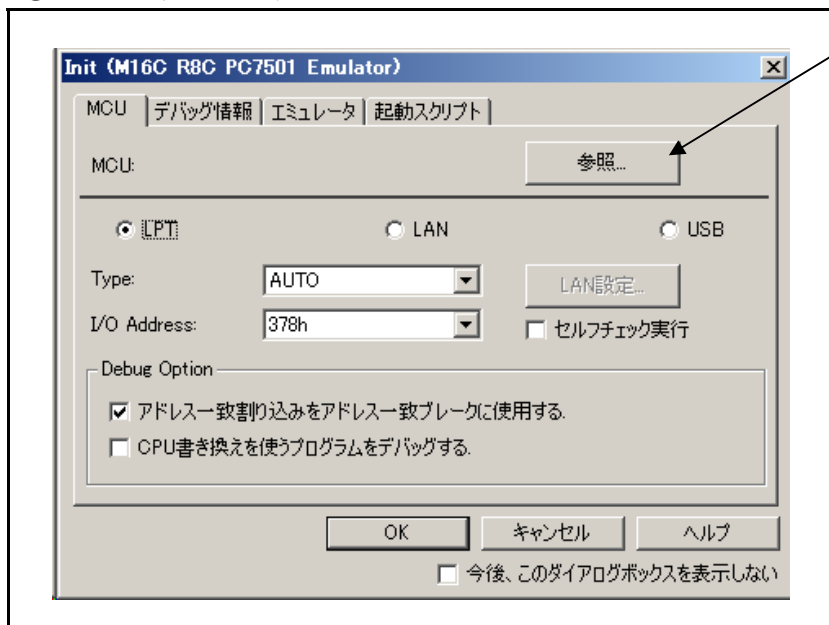 Init (M16C R8C PC7501 Emulator)
MCU デバッグ情報 エミュレータ 起動スクリプト
MCU: 参照...
LPT LAN USB
Type: AUTO LAN設定...
I/O Address: 378h セルフチェック実行
Debug Option
アドレス一致割り込みをアドレス一致ブレークに使用する.
CPU書き換えを使うプログラムをデバッグする.
OK キャンセル ヘルプ
今後、このダイアログボックスを表示しない